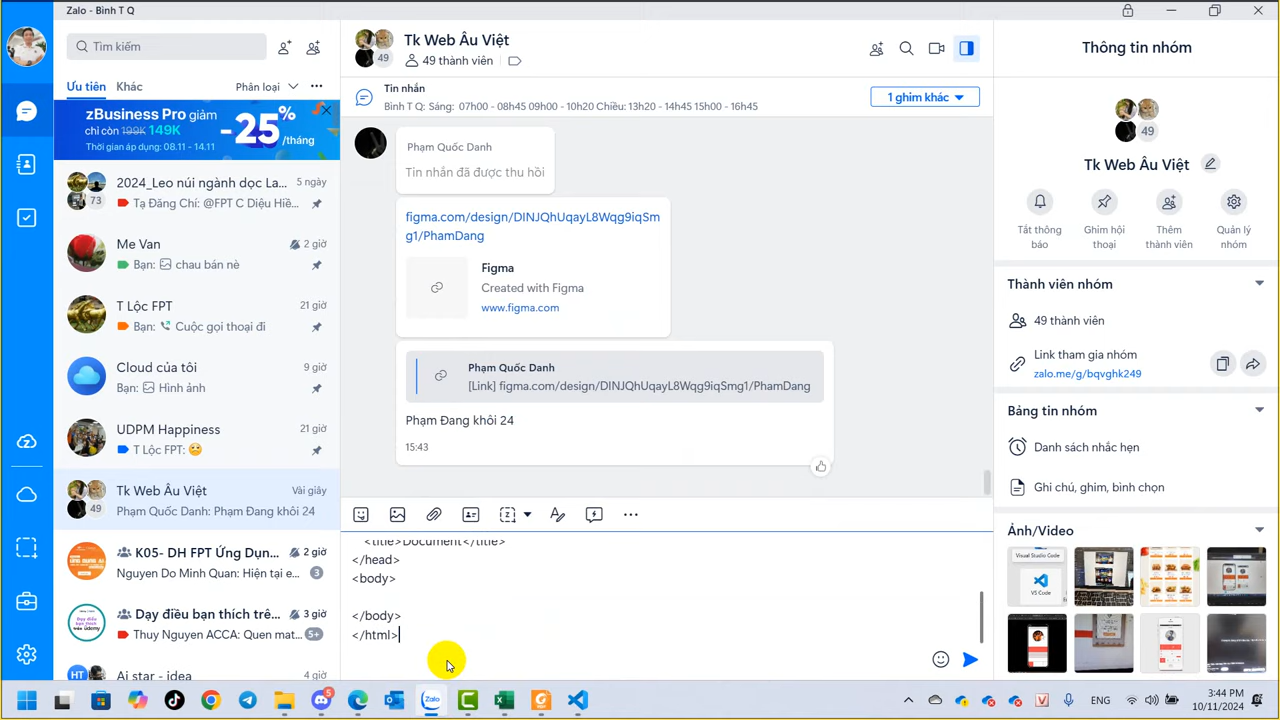 Zalo - Bình T Q
Tìm kiếm
Ưu tiên
Khác
Phân loại
zBusiness Pro giảm
chỉ còn 199K 149K
-25%
/tháng
Thời gian áp dụng: 08.11 - 14.11
73
2024_Leo núi ngành dọc La...
5 ngày
Tạ Đăng Chí: @FPT C Diệu Hiề...
Me Van
2 giờ
Bạn: chau bán nè
T Lộc FPT
21 giờ
Bạn: Cuộc gọi thoại đi
Cloud của tôi
9 giờ
Bạn: Hình ảnh
UDPM Happiness
21 giờ
T Lộc FPT:
49
Tk Web Âu Việt
Vài giây
Phạm Quốc Danh: Phạm Đang khôi 24
K05- DH FPT Ứng Dụn...
2 giờ
Nguyen Do Minh Quan: Hiện tại e...
3
Dạy điều bạn thích trê...
3 giờ
Thuy Nguyen ACCA: Quen mat...
5+
HT
Ai star - idea
4 giờ
49
Tk Web Âu Việt
49 thành viên
Tin nhắn
Bình T Q: Sáng: 07h00 - 08h45 09h00 - 10h20 Chiều: 13h20 - 14h45 15h00 - 16h45
1 ghim khác
Phạm Quốc Danh
Tin nhắn đã được thu hồi
figma.com/design/DINJQhUqayL8Wqg9iqSm
g1/PhamDang
Figma
Created with Figma
www.figma.com
Phạm Quốc Danh
[Link] figma.com/design/DINJQhUqayL8Wqg9iqSmg1/PhamDang
Phạm Đang khôi 24
15:43
<title>Document</title>
</head>
<body>
</body>
</html>
Thông tin nhóm
49
Tk Web Âu Việt
Tắt thông báo
Ghim hội thoại
Thêm thành viên
Quản lý nhóm
Thành viên nhóm
49 thành viên
Link tham gia nhóm
zalo.me/g/bqvghk249
Bảng tin nhóm
Danh sách nhắc hẹn
Ghi chú, ghim, bình chọn
Ảnh/Video
Visual Studio Code
VS Code
5
Zalo
ENG
3:44 PM
10/11/2024